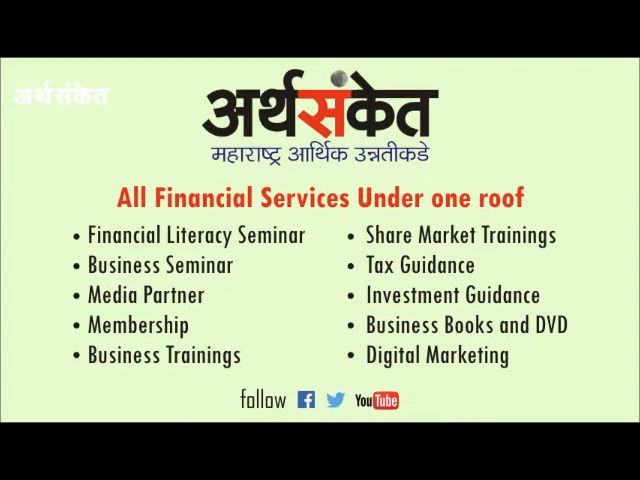 अर्थसंकेत
अर्थसंकेत
महाराष्ट्र आर्थिक उन्नतीकडे
All Financial Services Under one roof
• Financial Literacy Seminar
• Business Seminar
• Media Partner
• Membership
• Business Trainings
• Share Market Trainings
• Tax Guidance
• Investment Guidance
• Business Books and DVD
• Digital Marketing
follow f YouTube